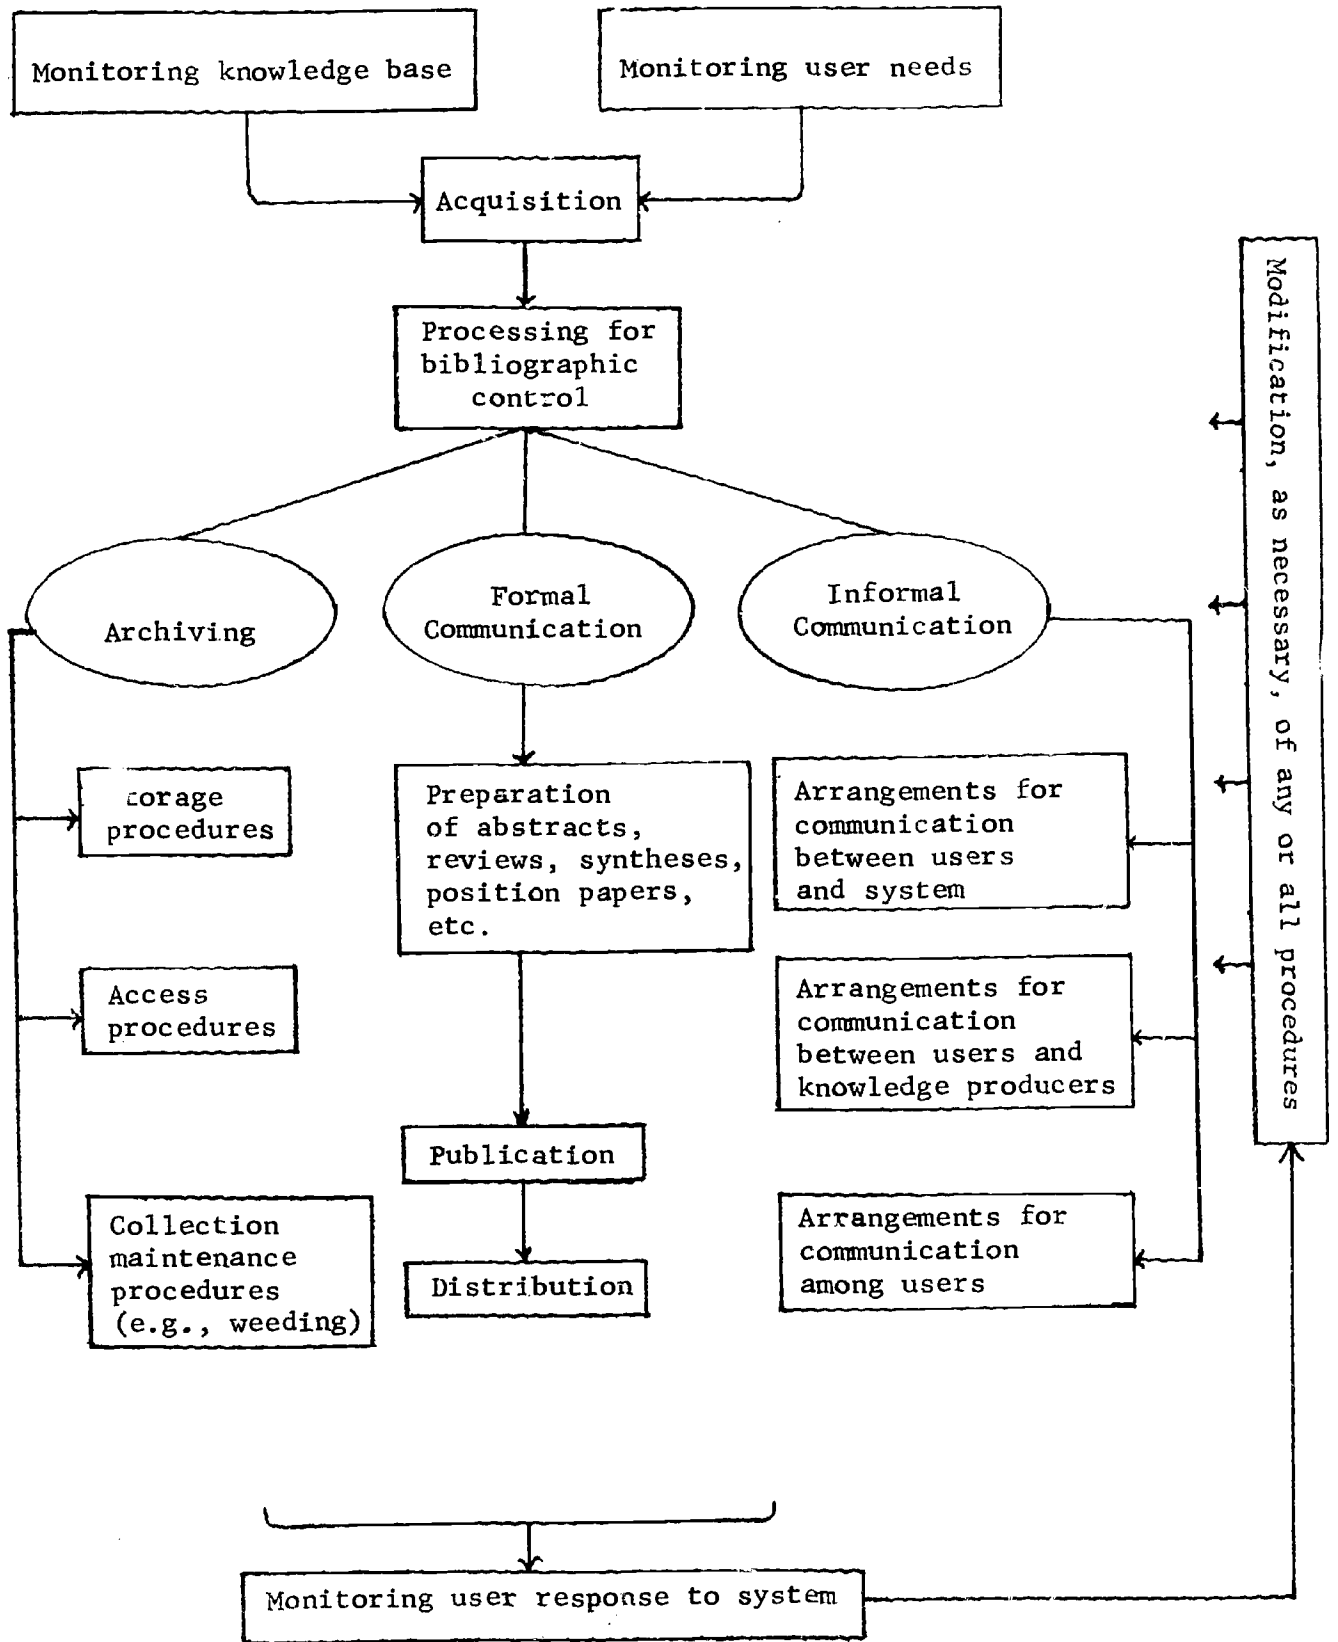 Monitoring knowledge base
Monitoring user needs
Acquisition
Processing for
bibliographic
control
Archiving
Formal
Communication
Informal
Communication
torage
procedures
Access
procedures
Collection
maintenance
procedures
(e.g., weeding)
Preparation
of abstracts,
reviews, syntheses,
position papers,
etc.
Publication
Distribution
Arrangements for
communication
between users
and system
Arrangements for
communication
between users and
knowledge producers
Arrangements for
communication
among users
Modification, as necessary, of any or all procedures
Monitoring user response to system